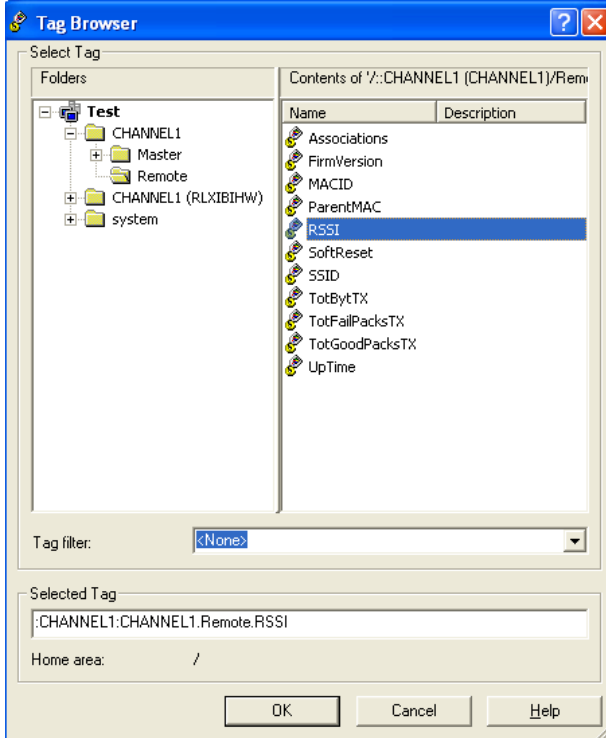 Tag Browser
Select Tag
Folders
Contents of '/::CHANNEL1 (CHANNEL1)/Rem
Test
CHANNEL1
Master
Remote
CHANNEL1 (RLXIBIHW)
system
Name Description
Associations
FirmVersion
MACID
ParentMAC
RSSI
SoftReset
SSID
TotBytTX
TotFailPacksTX
TotGoodPacksTX
UpTime
Tag filter: <None>
Selected Tag
:CHANNEL1:CHANNEL1.Remote.RSSI
Home area: /
OK Cancel Help